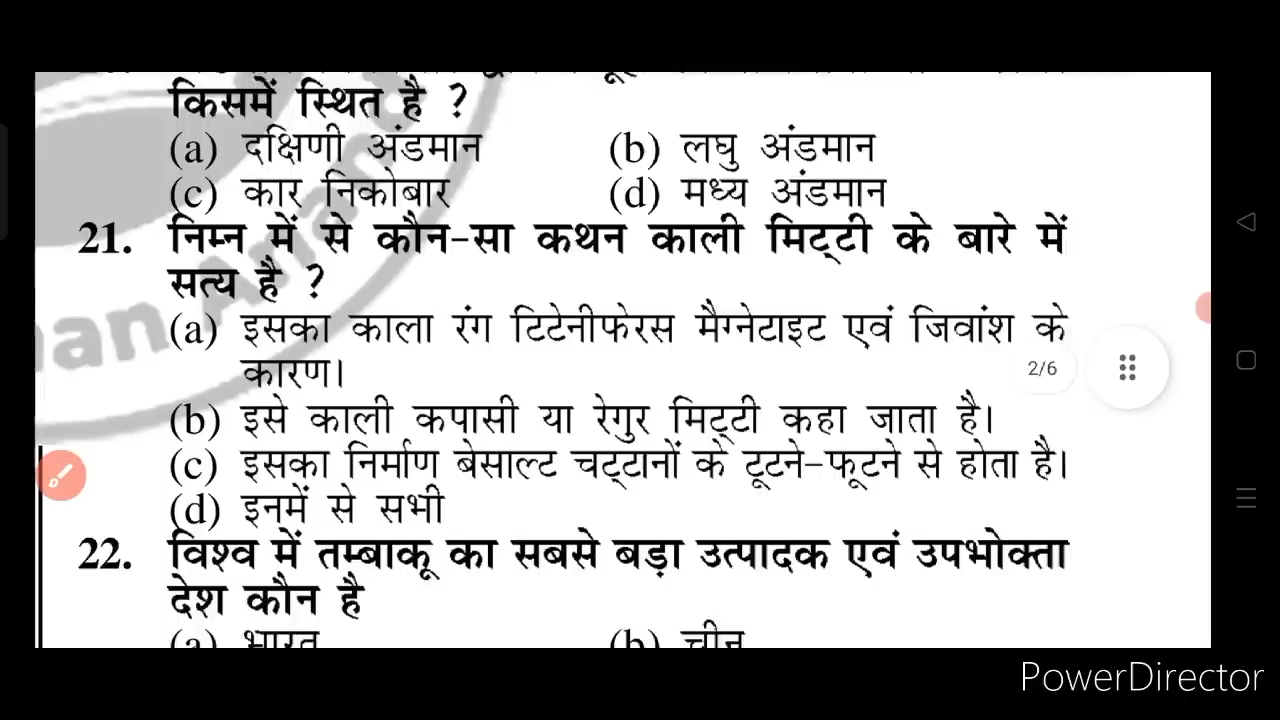 किसमें स्थित है ?
(a) दक्षिणी अंडमान (b) लघु अंडमान
(c) कार निकोबार (d) मध्य अंडमान
21. निम्न में से कौन-सा कथन काली मिट्टी के बारे में
सत्य है ?
(a) इसका काला रंग टिटेनीफेरस मैग्नेटाइट एवं जिवांश के
कारण।
2/6
(b) इसे काली कपासी या रेगुर मिट्टी कहा जाता है।
(c) इसका निर्माण बेसाल्ट चट्टानों के टूटने-फूटने से होता है।
(d) इनमें से सभी
22. विश्व में तम्बाकू का सबसे बड़ा उत्पादक एवं उपभोक्ता
देश कौन है
(a) भारत (b) चीन
PowerDirector